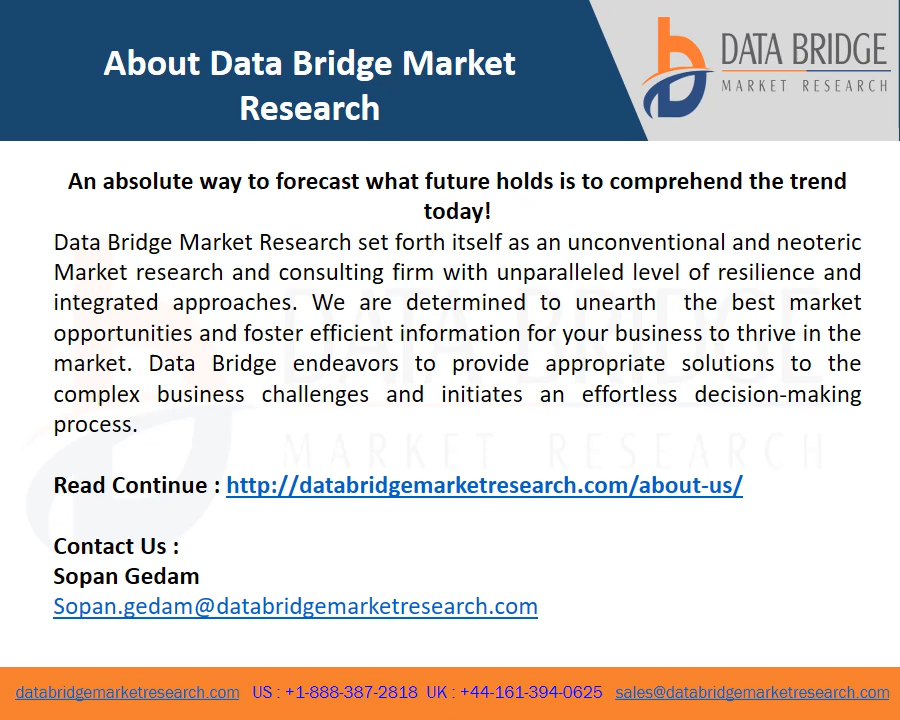 About Data Bridge Market
Research
DATA BRIDGE
MARKET RESEARCH
An absolute way to forecast what future holds is to comprehend the trend
today!
Data Bridge Market Research set forth itself as an unconventional and neoteric
Market research and consulting firm with unparalleled level of resilience and
integrated approaches. We are determined to unearth the best market
opportunities and foster efficient information for your business to thrive in the
market. Data Bridge endeavors to provide appropriate solutions to the
complex business challenges and initiates an effortless decision-making
process.
DATA BRIDGE
MARKET RESEARCH
Read Continue : http://databridgemarketresearch.com/about-us/
Contact Us :
Sopan Gedam
Sopan.gedam@databridgemarketresearch.com
databridgemarketresearch.com US : +1-888-387-2818 UK : +44-161-394-0625 sales@databridgemarketresearch.com